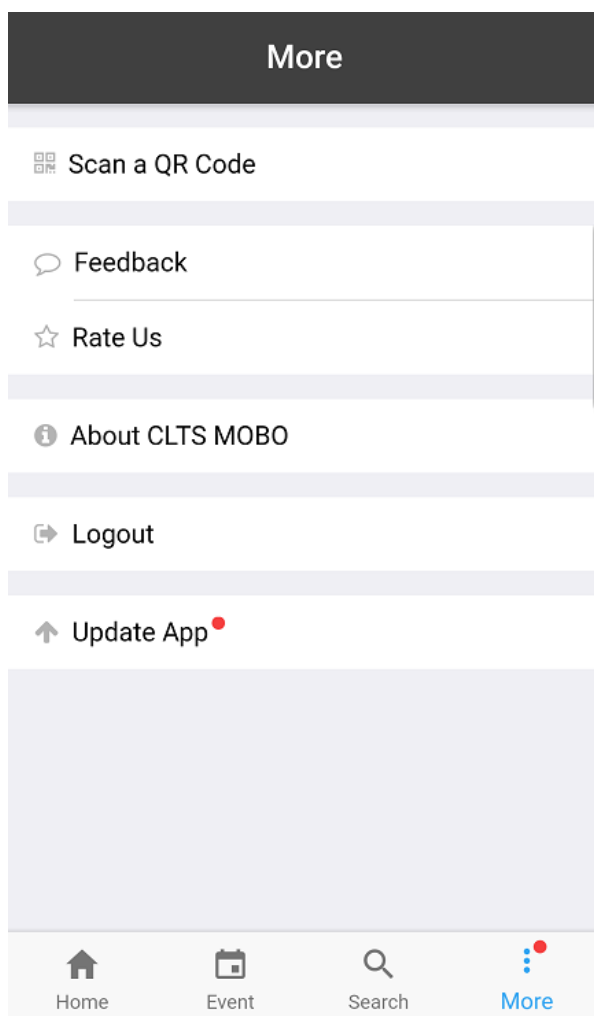 More
Scan a QR Code
Feedback
Rate Us
About CLTS MOBO
Logout
Update App
Home
Event
Search
More